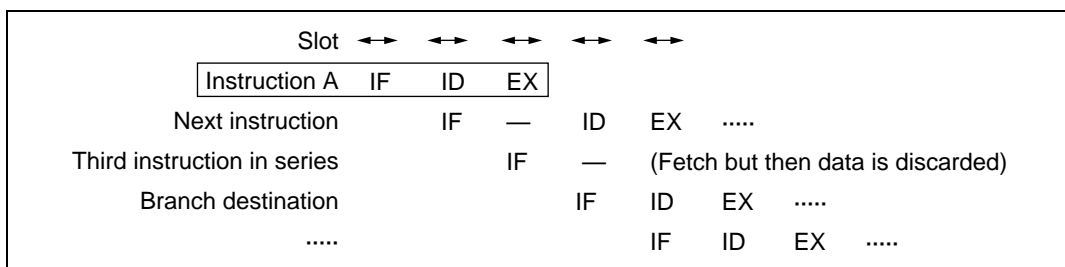 Slot
Instruction A IF ID EX
Next instruction IF — ID EX .....
Third instruction in series IF — (Fetch but then data is discarded)
Branch destination IF ID EX .....
..... IF ID EX .....